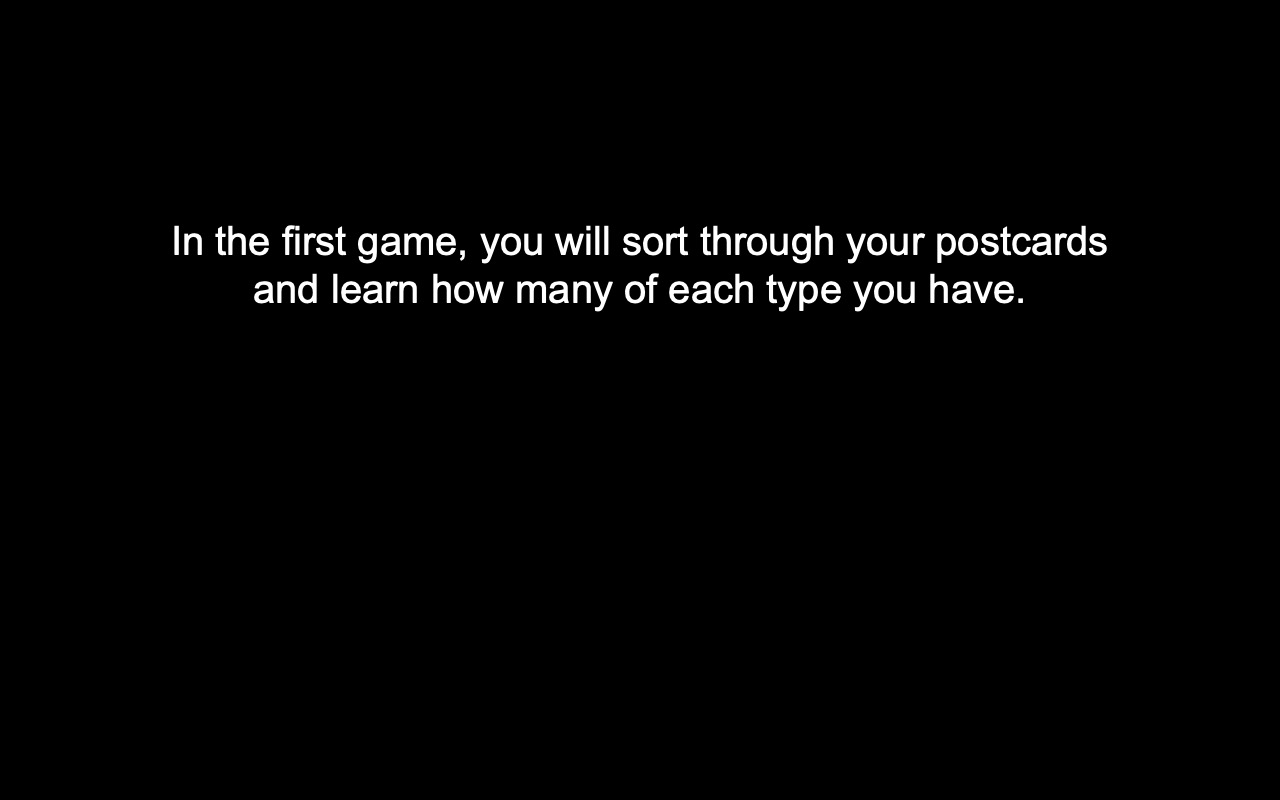 In the first game, you will sort through your postcards
and learn how many of each type you have.